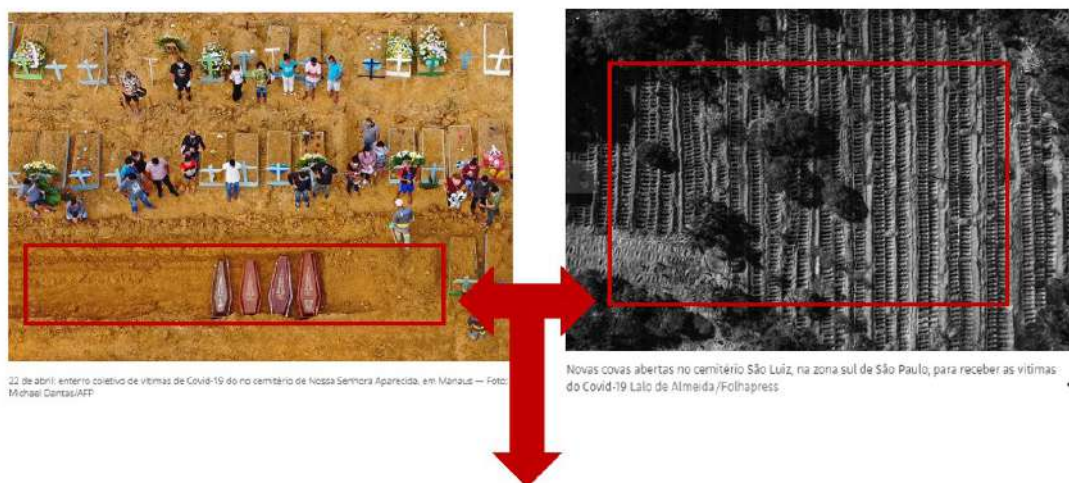 22 de abril: enterro coletivo de vítimas de Covid-19 do no cemitério de Nossa Senhora Aparecida, em Manaus — Foto:
Michael Dantas/AFP
Novas covas abertas no cemitério São Luiz, na zona sul de São Paulo, para receber as vítimas
do Covid-19 Lalo de Almeida/Folhapress